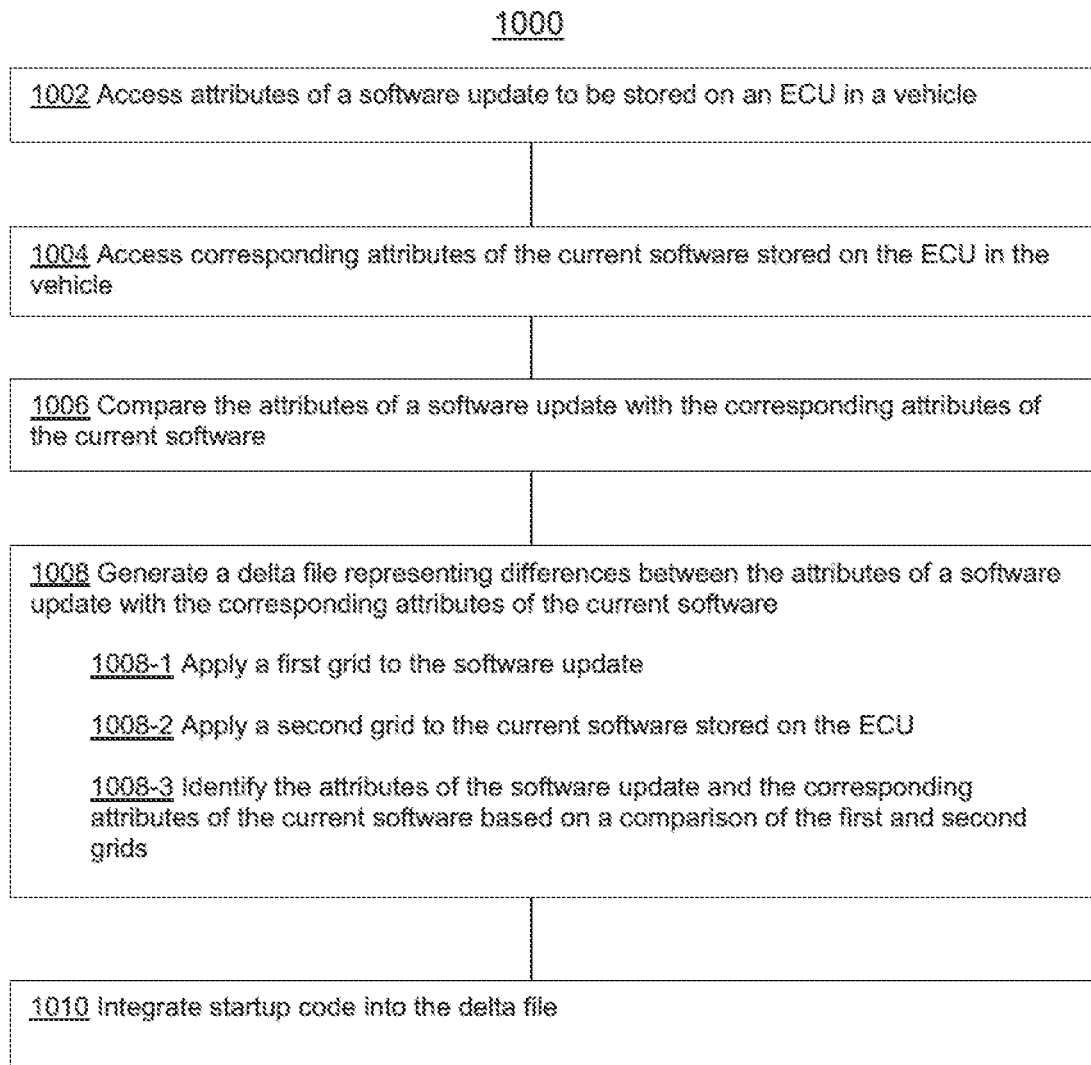 1000
1002 Access attributes of a software update to be stored on an ECU in a vehicle
1004 Access corresponding attributes of the current software stored on the ECU in the
vehicle
1006 Compare the attributes of a software update with the corresponding attributes of
the current software
1008 Generate a delta file representing differences between the attributes of a software
update with the corresponding attributes of the current software
1008-1 Apply a first grid to the software update
1008-2 Apply a second grid to the current software stored on the ECU
1008-3 Identify the attributes of the software update and the corresponding
attributes of the current software based on a comparison of the first and second
grids
1010 Integrate startup code into the delta file